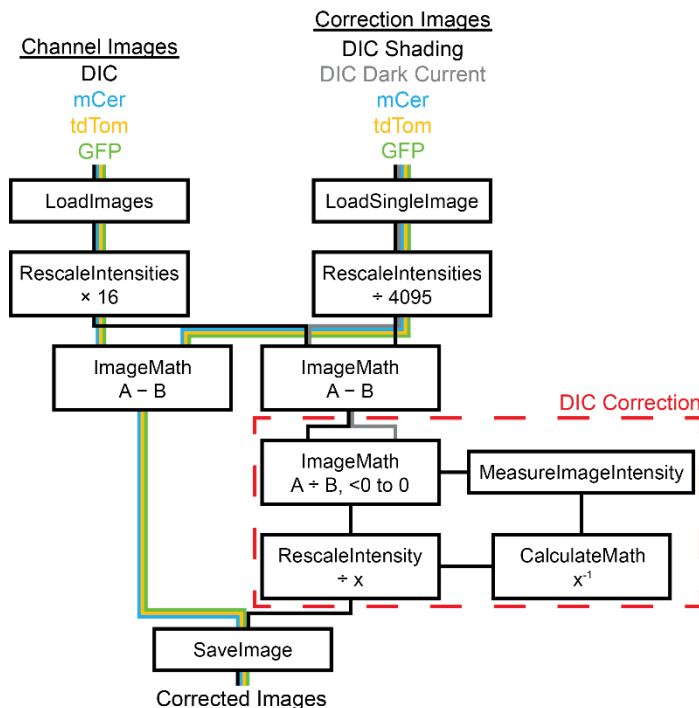 Channel Images
DIC
mCer
tdTom
GFP
Correction Images
DIC Shading
DIC Dark Current
mCer
tdTom
GFP
LoadImages
LoadSingleImage
RescaleIntensities
× 16
RescaleIntensities
÷ 4095
ImageMath
A − B
ImageMath
A − B
DIC Correction
ImageMath
A ÷ B, <0 to 0
MeasureImageIntensity
RescaleIntensity
÷ x
CalculateMath
x⁻¹
SaveImage
Corrected Images